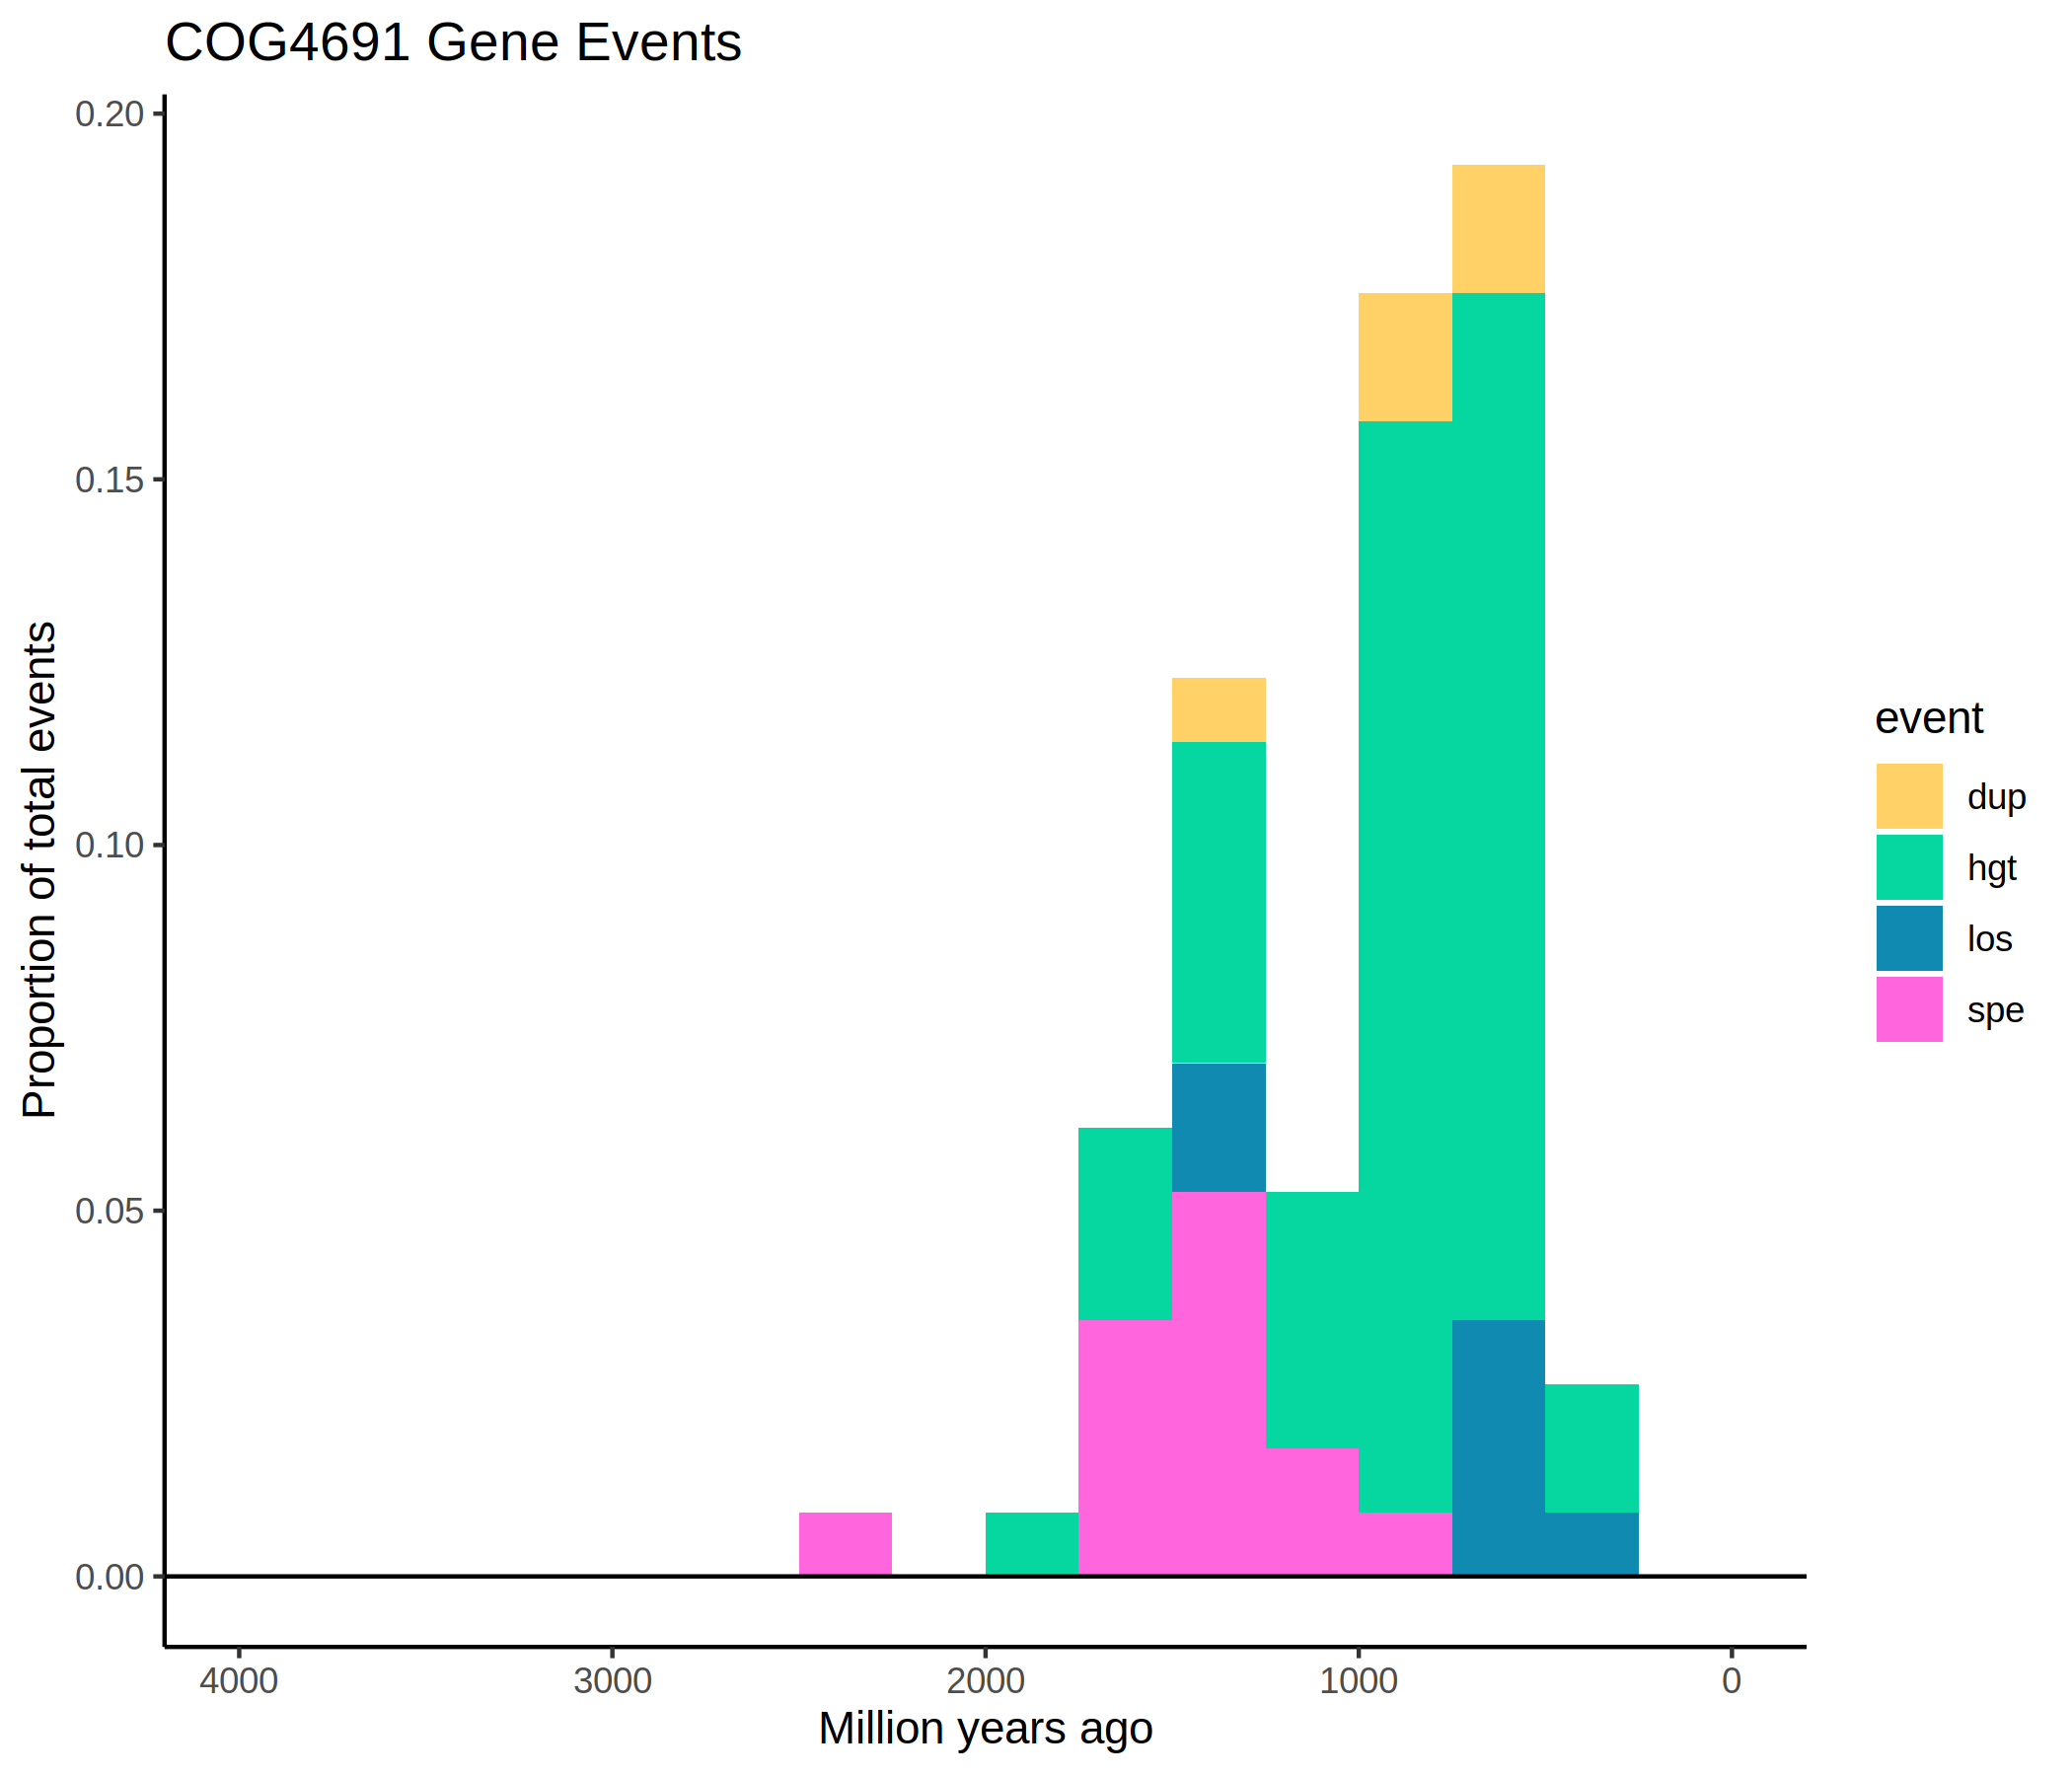 COG4691 Gene Events
0.20
0.15
0.10
0.05
0.00
Proportion of total events
4000 3000 2000 1000 0
Million years ago
event
dup
hgt
los
spe